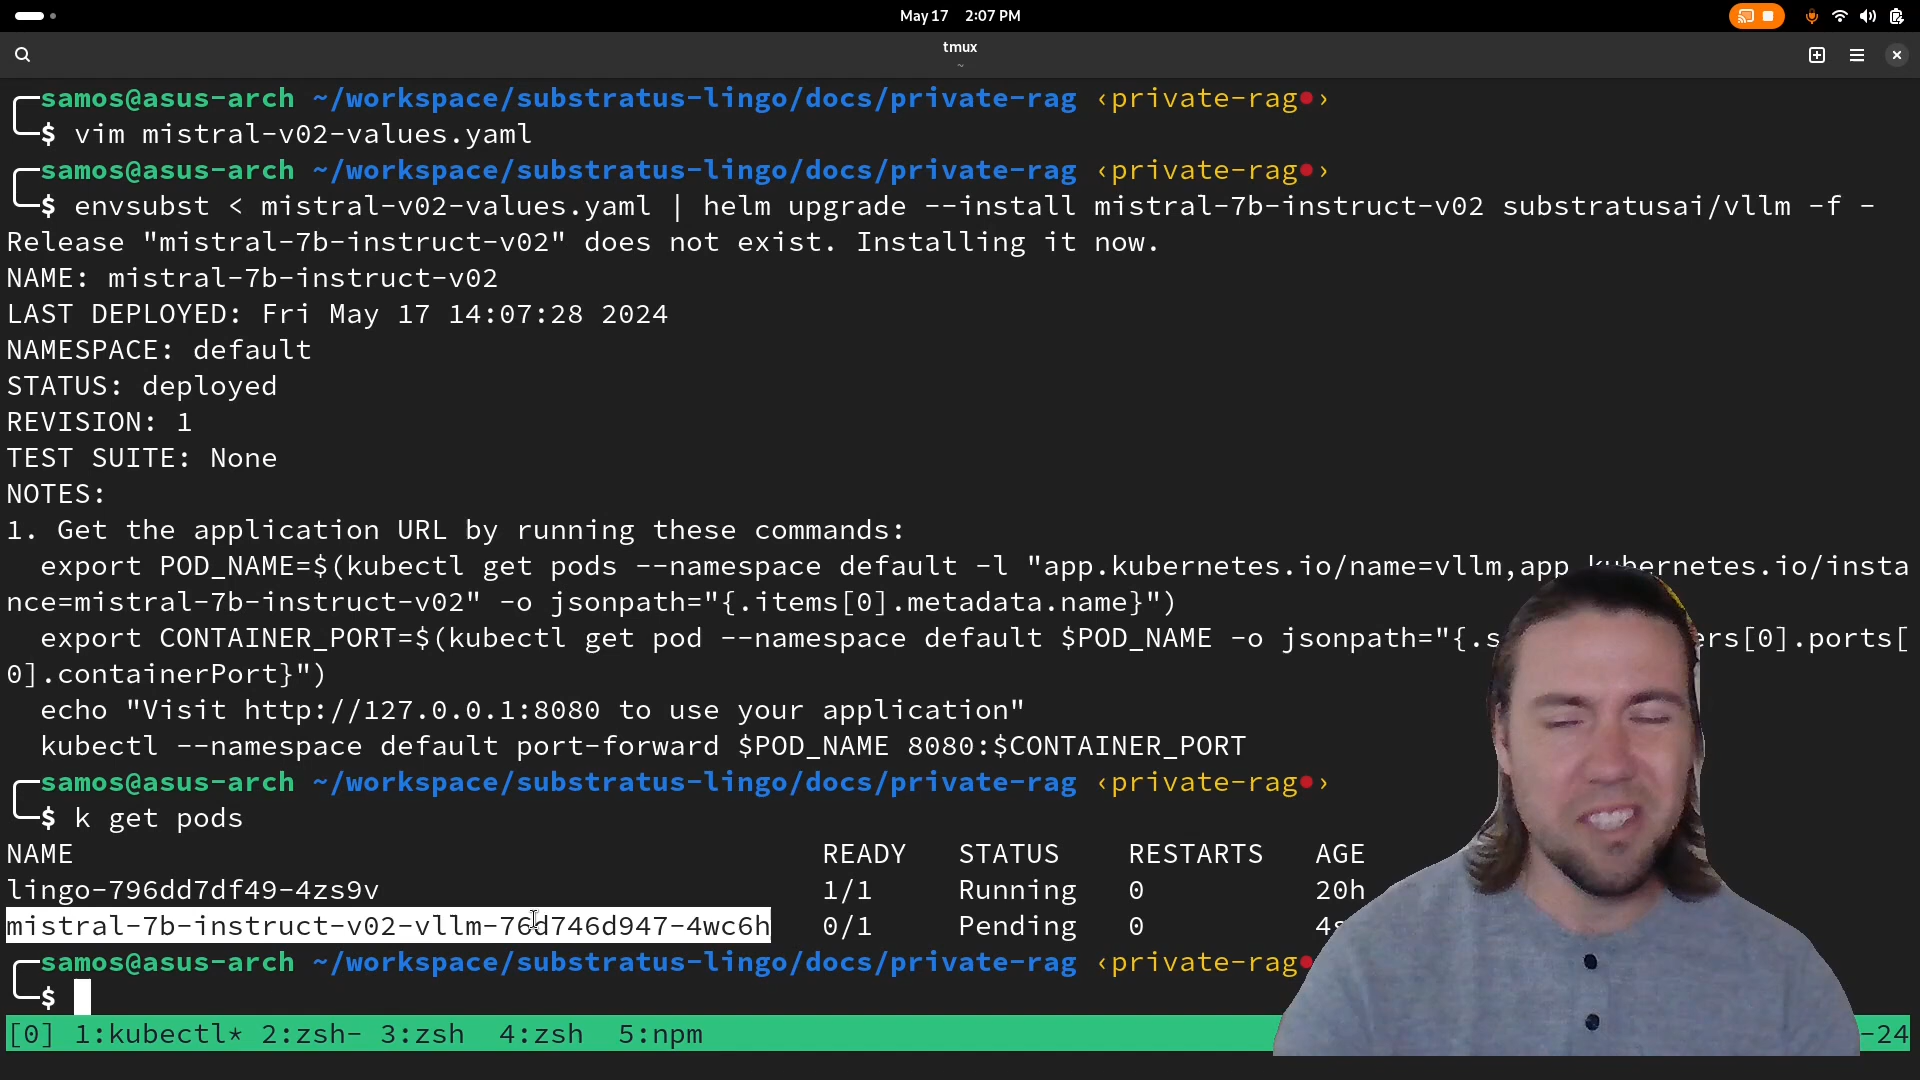 May 17 2:07 PM
tmux
~
samos@asus-arch ~/workspace/substratus-lingo/docs/private-rag ‹private-rag●›
$ vim mistral-v02-values.yaml
samos@asus-arch ~/workspace/substratus-lingo/docs/private-rag ‹private-rag●›
$ envsubst < mistral-v02-values.yaml | helm upgrade --install mistral-7b-instruct-v02 substratusai/vllm -f -
Release "mistral-7b-instruct-v02" does not exist. Installing it now.
NAME: mistral-7b-instruct-v02
LAST DEPLOYED: Fri May 17 14:07:28 2024
NAMESPACE: default
STATUS: deployed
REVISION: 1
TEST SUITE: None
NOTES:
1. Get the application URL by running these commands:
export POD_NAME=$(kubectl get pods --namespace default -l "app.kubernetes.io/name=vllm,app kubernetes.io/insta
nce=mistral-7b-instruct-v02" -o jsonpath="{.items[0].metadata.name}")
export CONTAINER_PORT=$(kubectl get pod --namespace default $POD_NAME -o jsonpath="{.s ers[0].ports[
0].containerPort}")
echo "Visit http://127.0.0.1:8080 to use your application"
kubectl --namespace default port-forward $POD_NAME 8080:$CONTAINER_PORT
samos@asus-arch ~/workspace/substratus-lingo/docs/private-rag ‹private-rag●›
$ k get pods
NAME READY STATUS RESTARTS AGE
lingo-796dd7df49-4zs9v 1/1 Running 0 20h
mistral-7b-instruct-v02-vllm-76d746d947-4wc6h 0/1 Pending 0 4s
samos@asus-arch ~/workspace/substratus-lingo/docs/private-rag ‹private-rag●
$
[0] 1:kubectl* 2:zsh- 3:zsh 4:zsh 5:npm -24